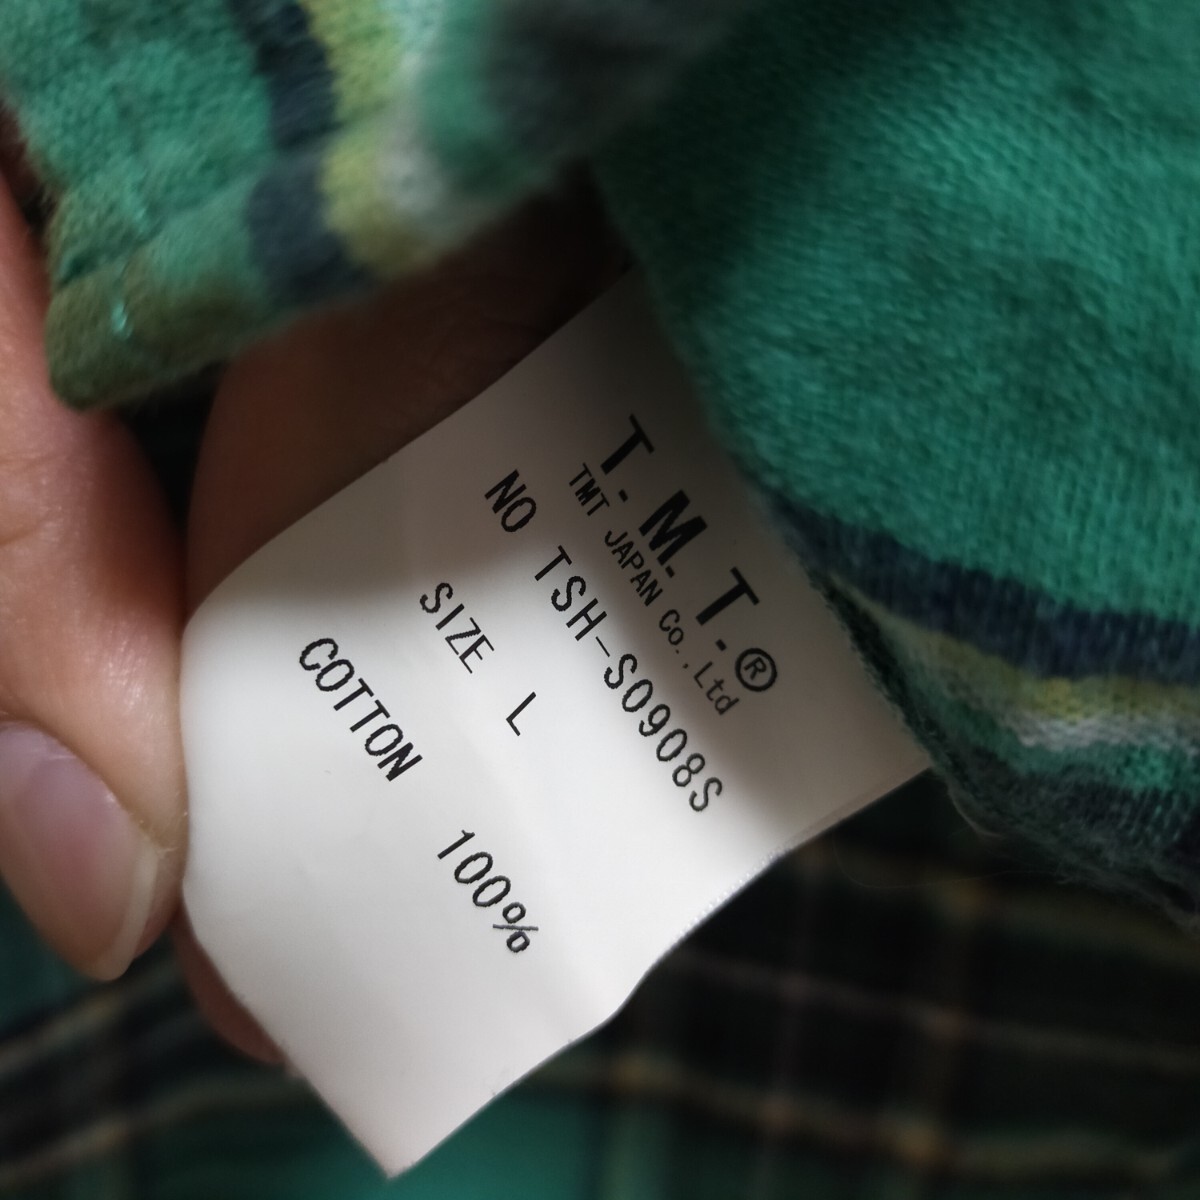 T.M.T.®
TMT JAPAN Co.,Ltd
NO TSH-S0908S
SIZE L
COTTON 100%